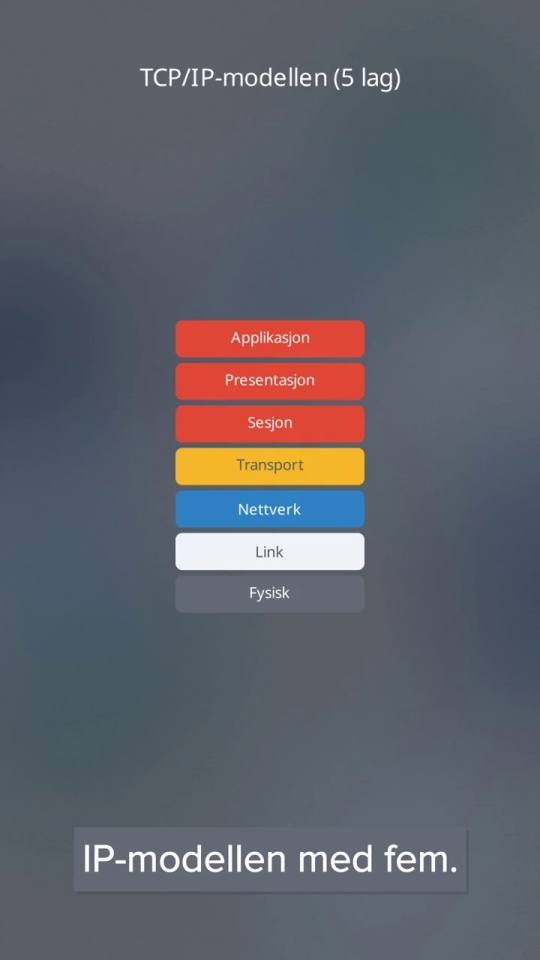 TCP/IP-modellen (5 lag)
Applikasjon
Presentasjon
Sesjon
Transport
Nettverk
Link
Fysisk
IP-modellen med fem.